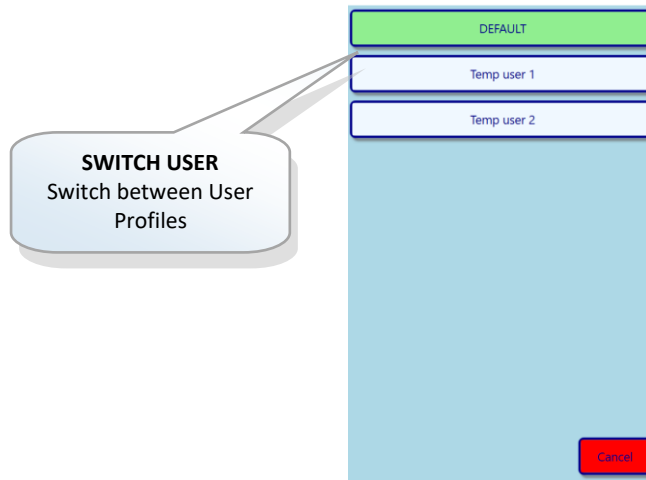 DEFAULT
Temp user 1
Temp user 2
SWITCH USER
Switch between User
Profiles
Cancel